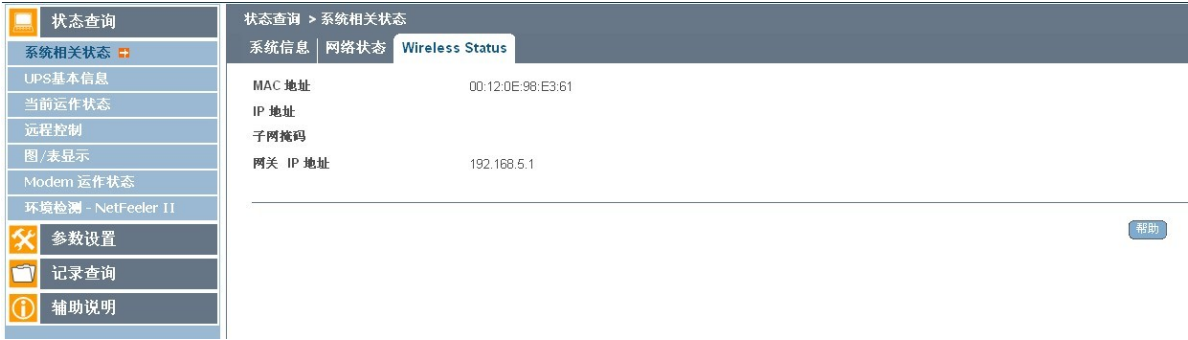 状态查询
系统相关状态
UPS基本信息
当前运作状态
远程控制
图/表显示
Modem 运作状态
环境检测 - NetFeeler II
参数设置
记录查询
辅助说明
状态查询 > 系统相关状态
系统信息 网络状态 Wireless Status
MAC 地址 00:12:0E:98:E3:61
IP 地址
子网掩码
网关 IP 地址 192.168.5.1
帮助